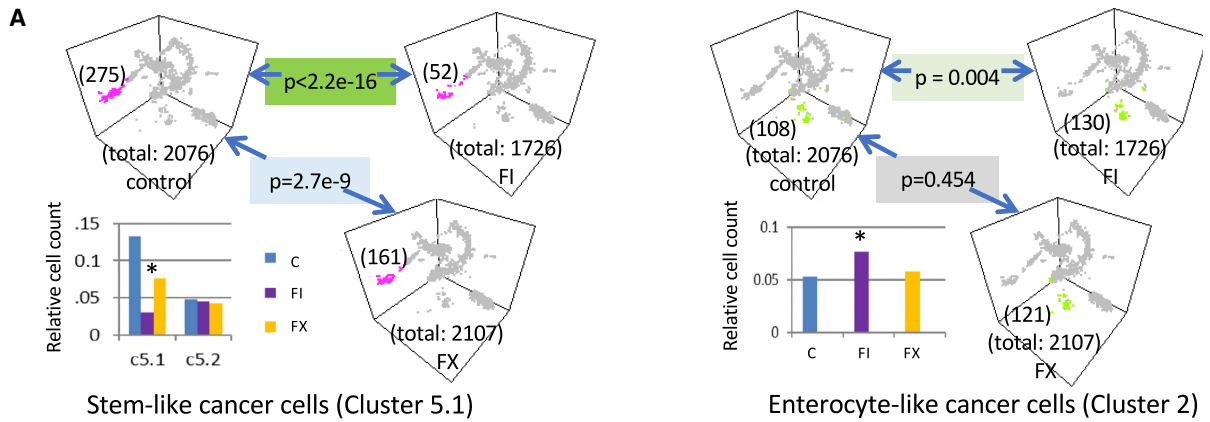 A
(275)
(total: 2076)
control
p<2.2e-16
(52)
(total: 1726)
FI
p=2.7e-9
(161)
(total: 2107)
FX
Relative cell count
.15
0.1
.05
0
c5.1
c5.2
*
C
FI
FX
Stem-like cancer cells (Cluster 5.1)
(108)
(total: 2076)
control
p = 0.004
(130)
(total: 1726)
FI
p=0.454
(121)
(total: 2107)
FX
Relative cell count
0.1
0.05
0
*
C
FI
FX
Enterocyte-like cancer cells (Cluster 2)